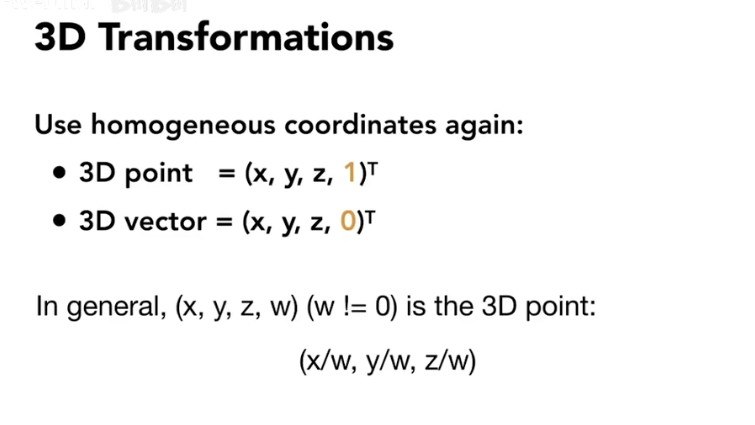 3D Transformations
Use homogeneous coordinates again:
• 3D point = (x, y, z, 1)ᵀ
• 3D vector = (x, y, z, 0)ᵀ
In general, (x, y, z, w) (w != 0) is the 3D point:
(x/w, y/w, z/w)